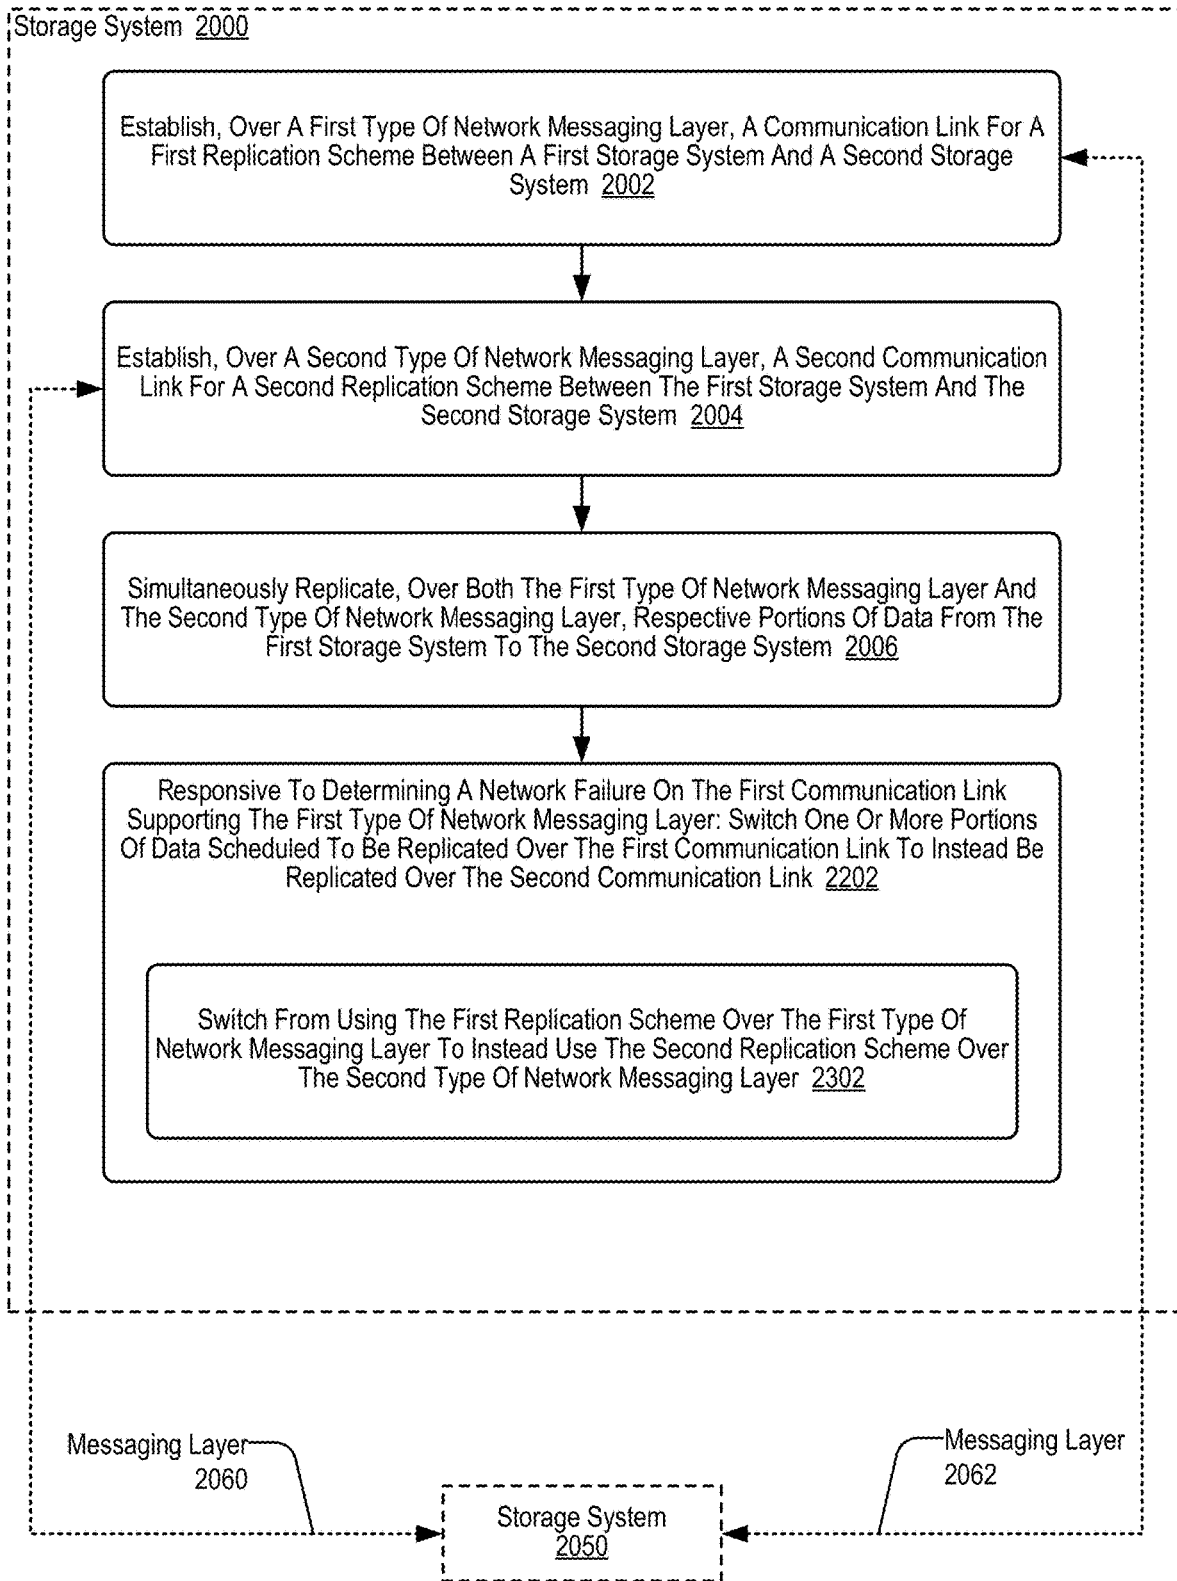 Storage System 2000
Establish, Over A First Type Of Network Messaging Layer, A Communication Link For A
First Replication Scheme Between A First Storage System And A Second Storage
System 2002
Establish, Over A Second Type Of Network Messaging Layer, A Second Communication
Link For A Second Replication Scheme Between The First Storage System And The
Second Storage System 2004
Simultaneously Replicate, Over Both The First Type Of Network Messaging Layer And
The Second Type Of Network Messaging Layer, Respective Portions Of Data From The
First Storage System To The Second Storage System 2006
Responsive To Determining A Network Failure On The First Communication Link
Supporting The First Type Of Network Messaging Layer: Switch One Or More Portions
Of Data Scheduled To Be Replicated Over The First Communication Link To Instead Be
Replicated Over The Second Communication Link 2202
Switch From Using The First Replication Scheme Over The First Type Of
Network Messaging Layer To Instead Use The Second Replication Scheme Over
The Second Type Of Network Messaging Layer 2302
Messaging Layer
2060
Messaging Layer
2062
Storage System
2050